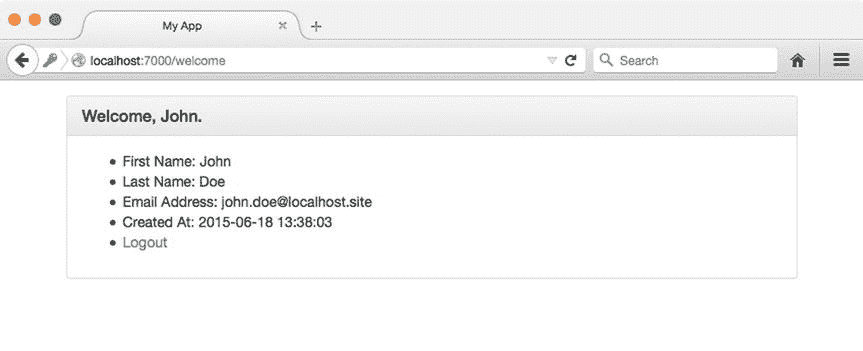 My App
localhost:7000/welcome
Search
Welcome, John.
First Name: John
Last Name: Doe
Email Address: john.doe@localhost.site
Created At: 2015-06-18 13:38:03
Logout